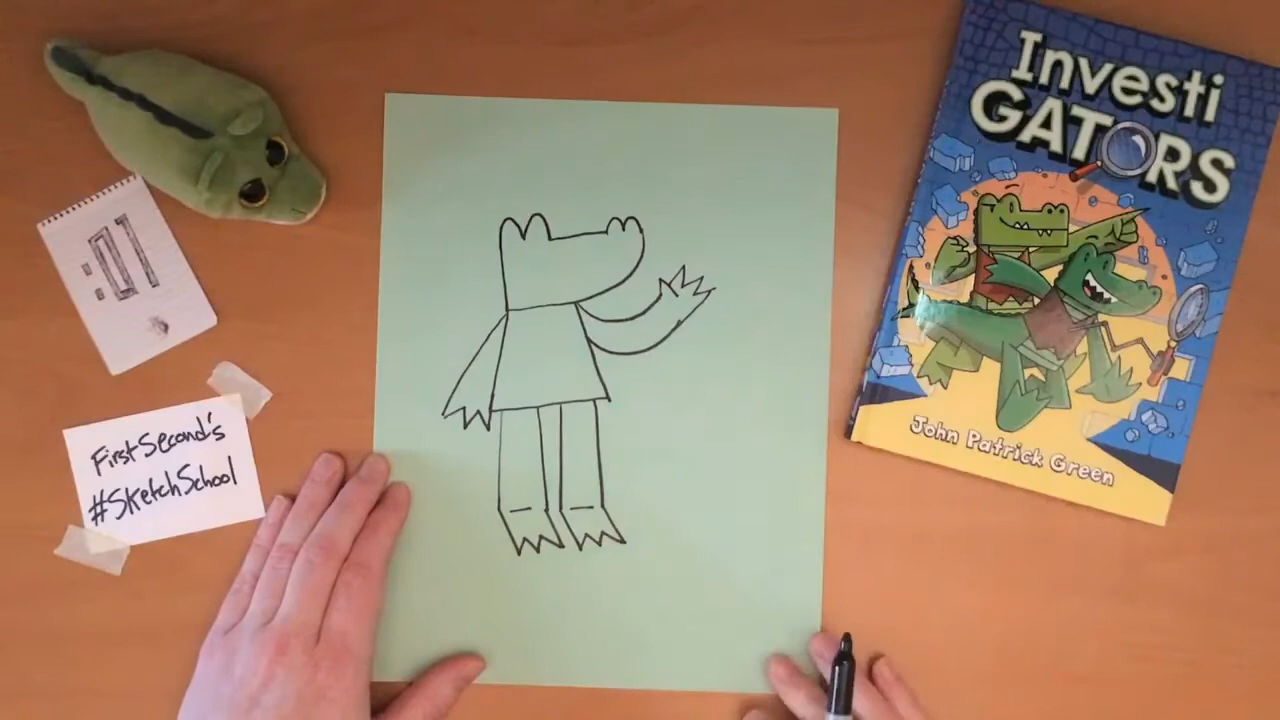 :01
First Second's
#SketchSchool
Investi
GATORS
John Patrick Green